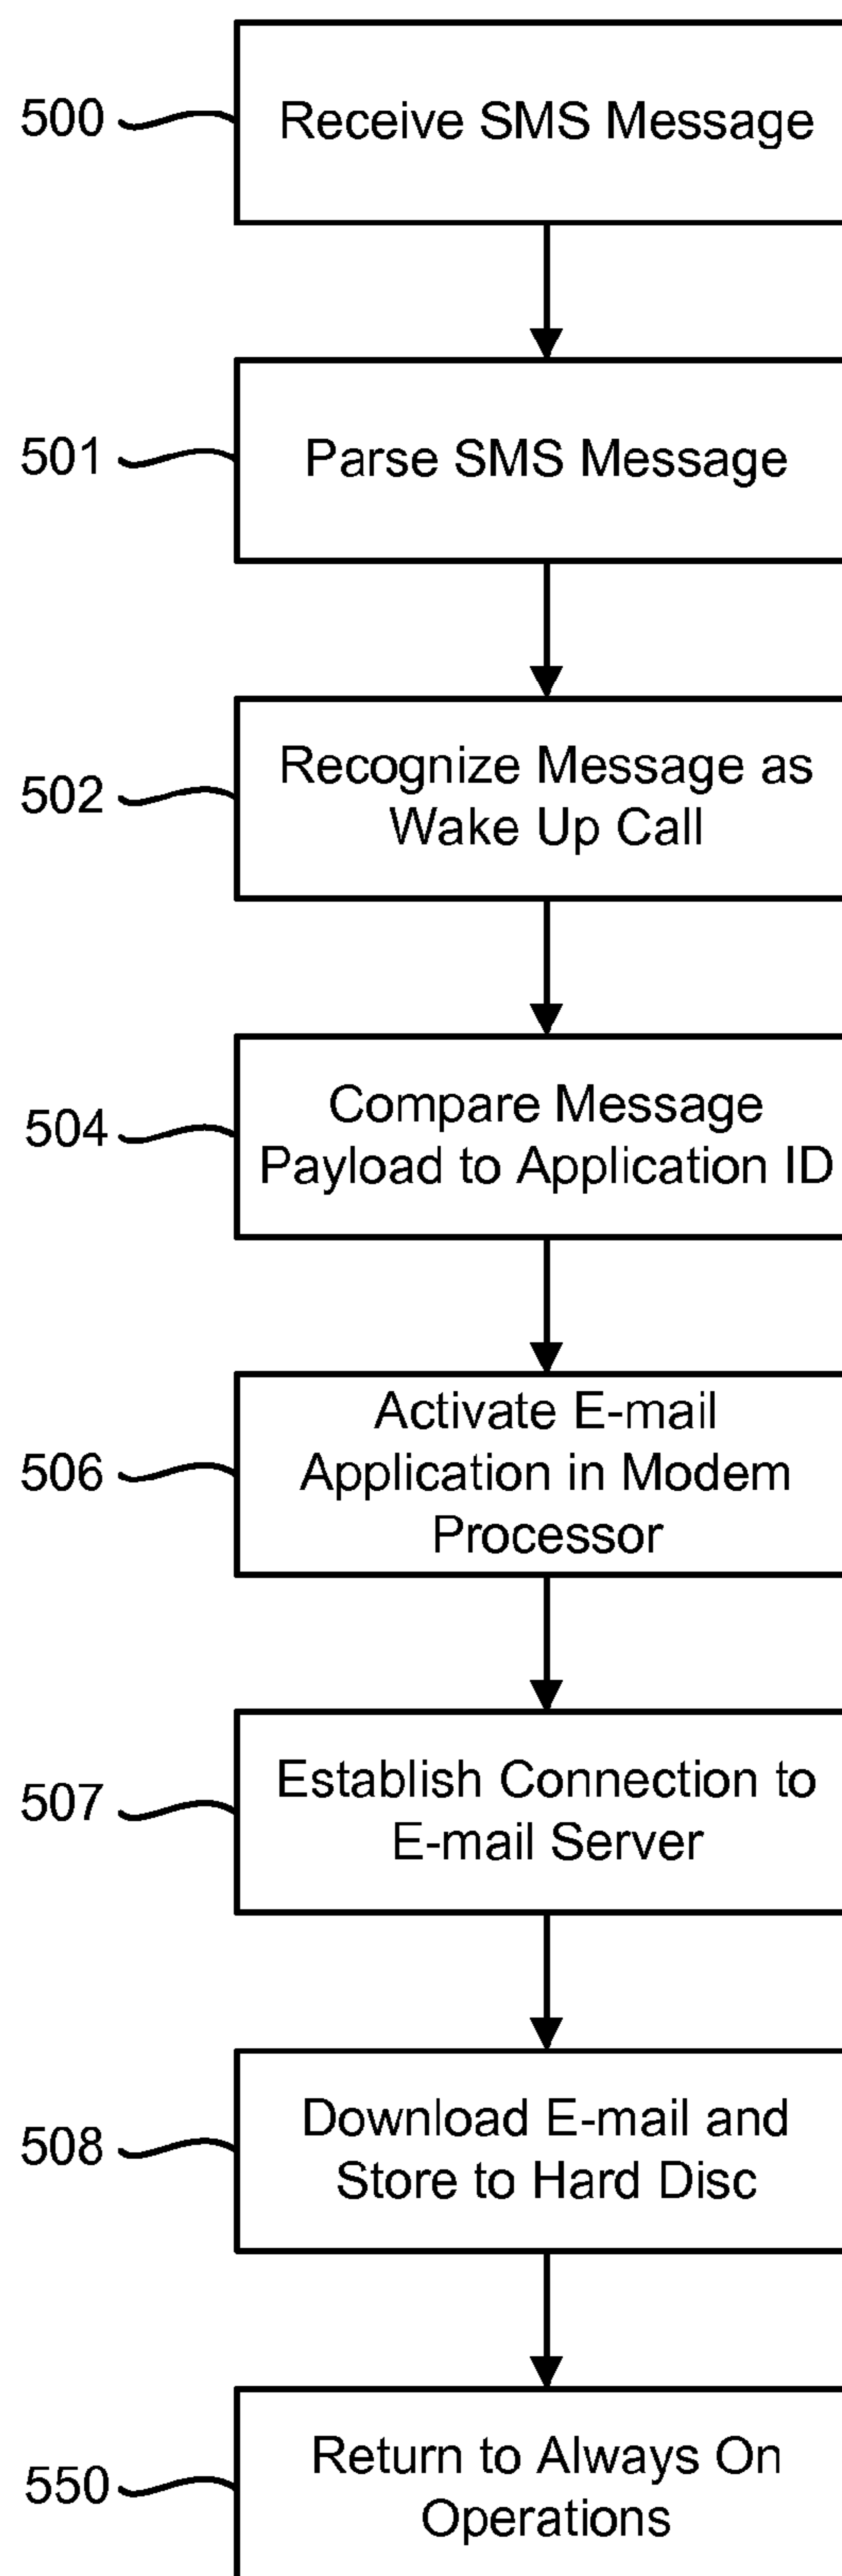 500
Receive SMS Message
501
Parse SMS Message
502
Recognize Message as
Wake Up Call
504
Compare Message
Payload to Application ID
506
Activate E-mail
Application in Modem
Processor
507
Establish Connection to
E-mail Server
508
Download E-mail and
Store to Hard Disc
550
Return to Always On
Operations